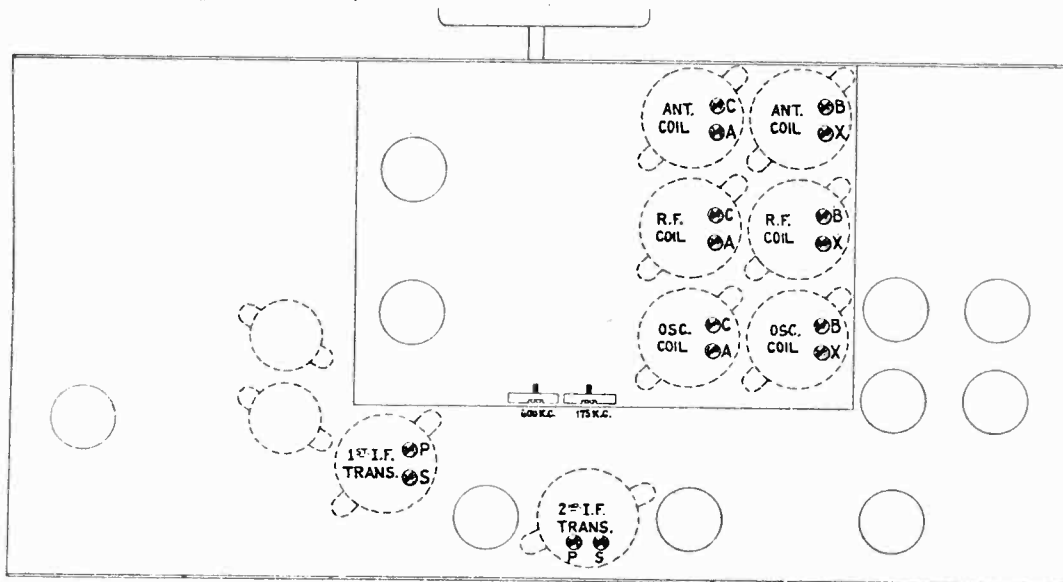 ANT.
COIL
C
A
ANT.
COIL
B
X
R.F.
COIL
C
A
R.F.
COIL
B
X
OSC.
COIL
C
A
OSC.
COIL
B
X
600 K.C.
175 K.C.
1ST I.F.
TRANS.
P
S
2ND I.F.
TRANS.
P S